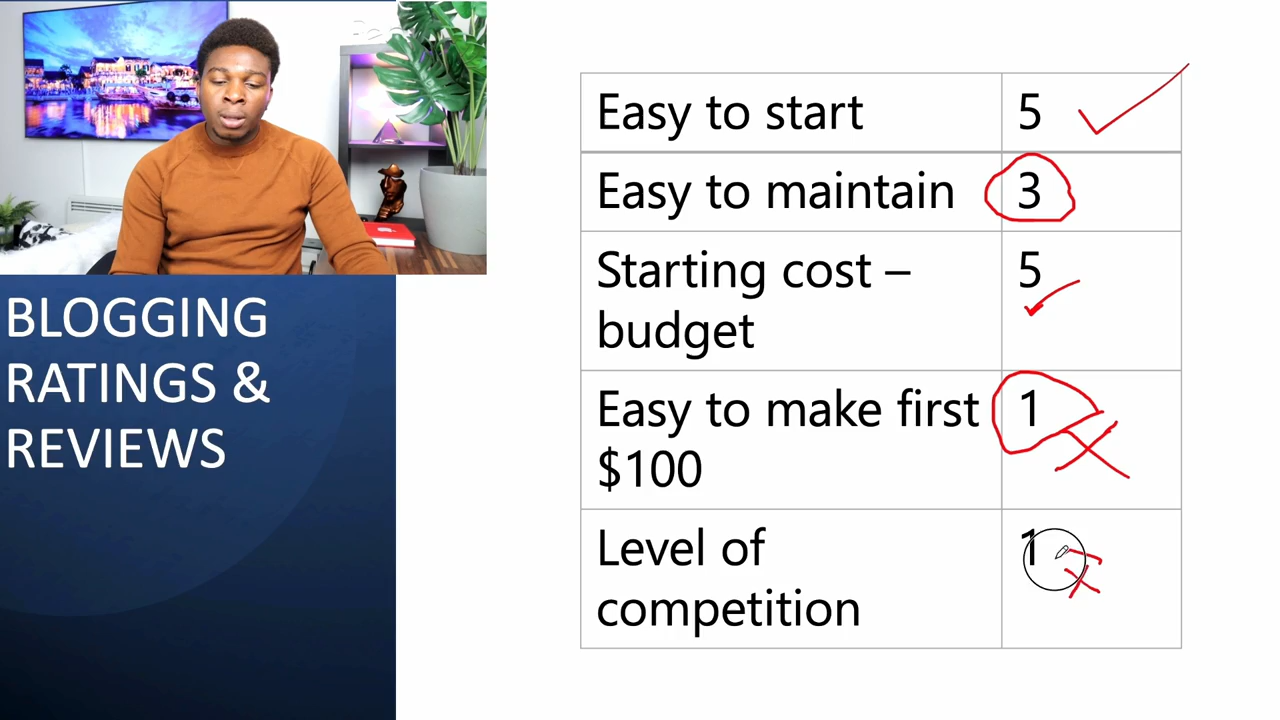 BLOGGING
RATINGS &
REVIEWS
Easy to start 5
Easy to maintain 3
Starting cost – 5
budget
Easy to make first 1
$100
Level of 1
competition